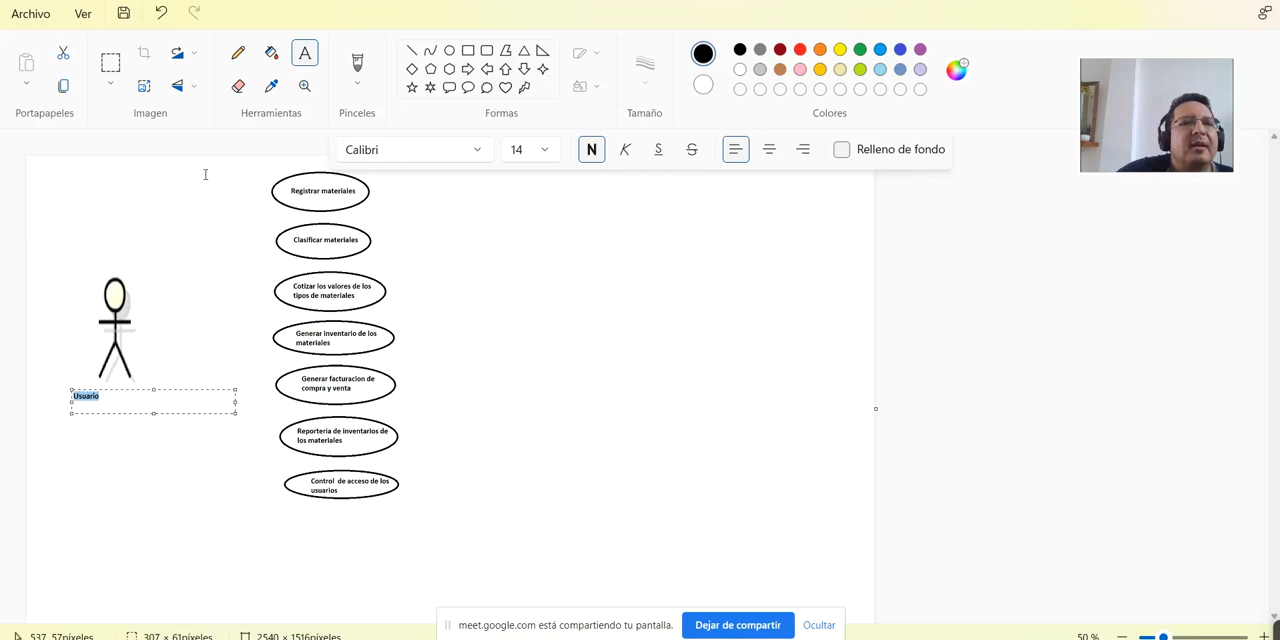 Archivo
Ver
Portapapeles
Imagen
Herramientas
Pinceles
Formas
Tamaño
Colores
Calibri
14
N
K
S
S
Relleno de fondo
Registrar materiales
Clasificar materiales
Cotizar los valores de los
tipos de materiales
Generar inventario de los
materiales
Generar facturacion de
compra y venta
Usuario
Reporteria de inventarios de
los materiales
Control de acceso de los
usuarios
meet.google.com está compartiendo tu pantalla.
Dejar de compartir
Ocultar
537, 57píxeles
307 × 61píxeles
2540 × 1516píxeles
50 %